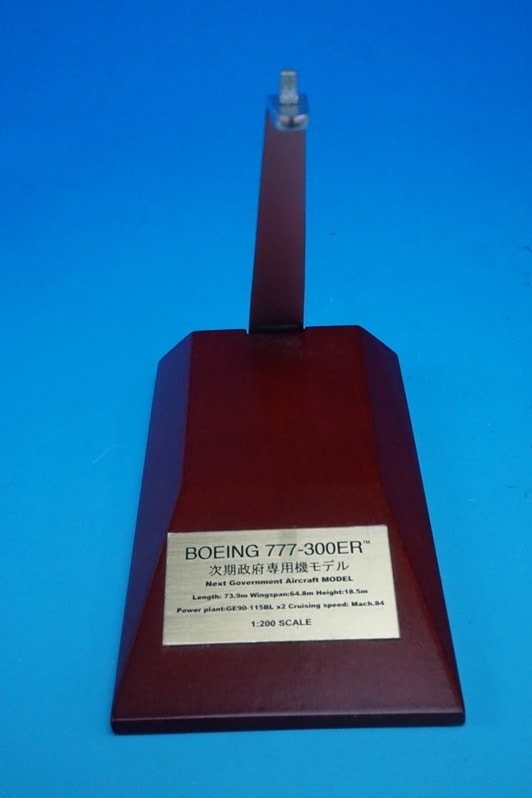 BOEING 777-300ER™
次期政府専用機モデル
Next Government Aircraft MODEL
Length: 73.9m Wingspan:64.8m Height:18.5m
Power plant:GE90-115BL x2 Cruising speed: Mach.84
1:200 SCALE